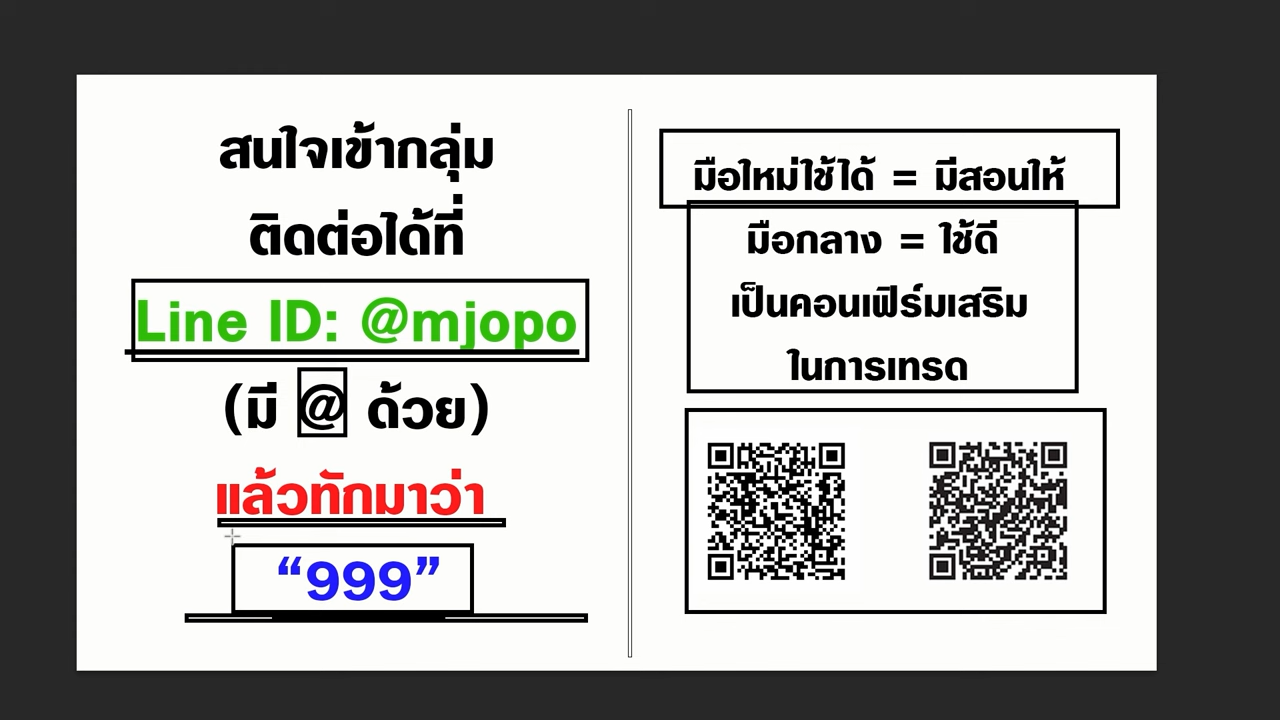 สนใจเข้ากลุ่ม
ติดต่อได้ที่
Line ID: @mjopo
(มี @ ด้วย)
แล้วทักมาว่า
“999”
มือใหม่ใช้ได้ = มีสอนให้
มือกลาง = ใช้ดี
เป็นคอนเฟิร์มเสริม
ในการเทรด